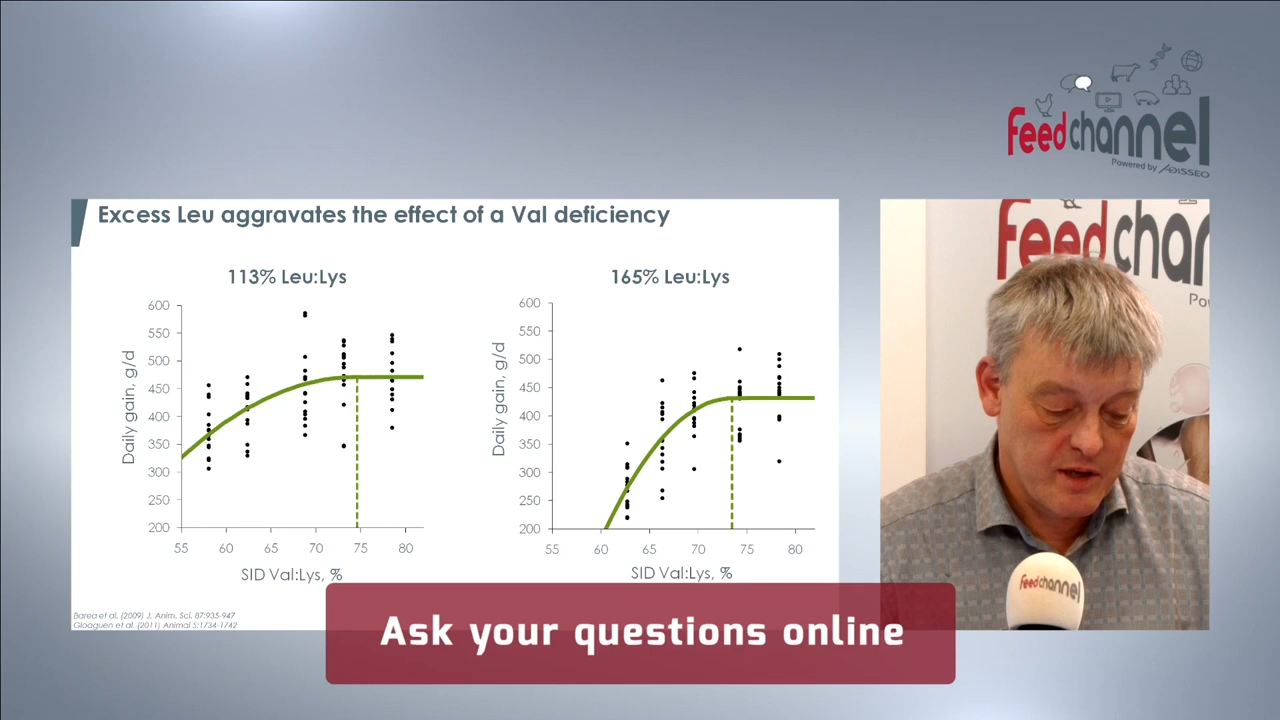 feedchannel
Powered by ADISSEO
Excess Leu aggravates the effect of a Val deficiency
113% Leu:Lys
600
550
500
450
400
350
300
250
200
Daily gain, g/d
55 60 65 70 75 80
SID Val:Lys, %
165% Leu:Lys
600
550
500
450
400
350
300
250
200
Daily gain, g/d
55 60 65 70 75 80
SID Val:Lys, %
Barea et al. (2009) J. Anim. Sci. 87:935-947
Gloaguen et al. (2011) Animal 5:1734-1742
feed chan
Po
feedchannel
Ask your questions online